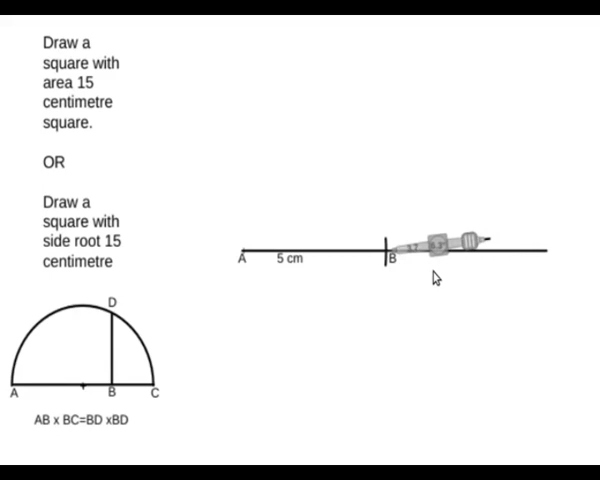 Draw a
square with
area 15
centimetre
square.
OR
Draw a
square with
side root 15
centimetre
A
5 cm
B
D
A
B
C
AB x BC=BD xBD